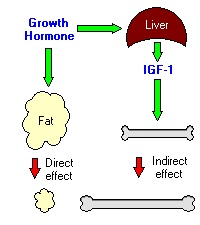 Growth
Hormone
Liver
IGF-1
Fat
Direct
effect
Indirect
effect